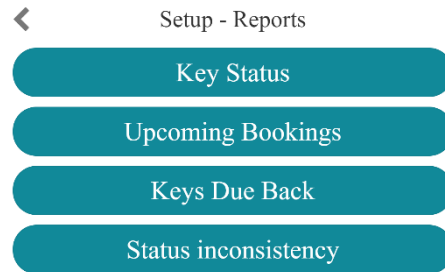 Setup - Reports
Key Status
Upcoming Bookings
Keys Due Back
Status inconsistency